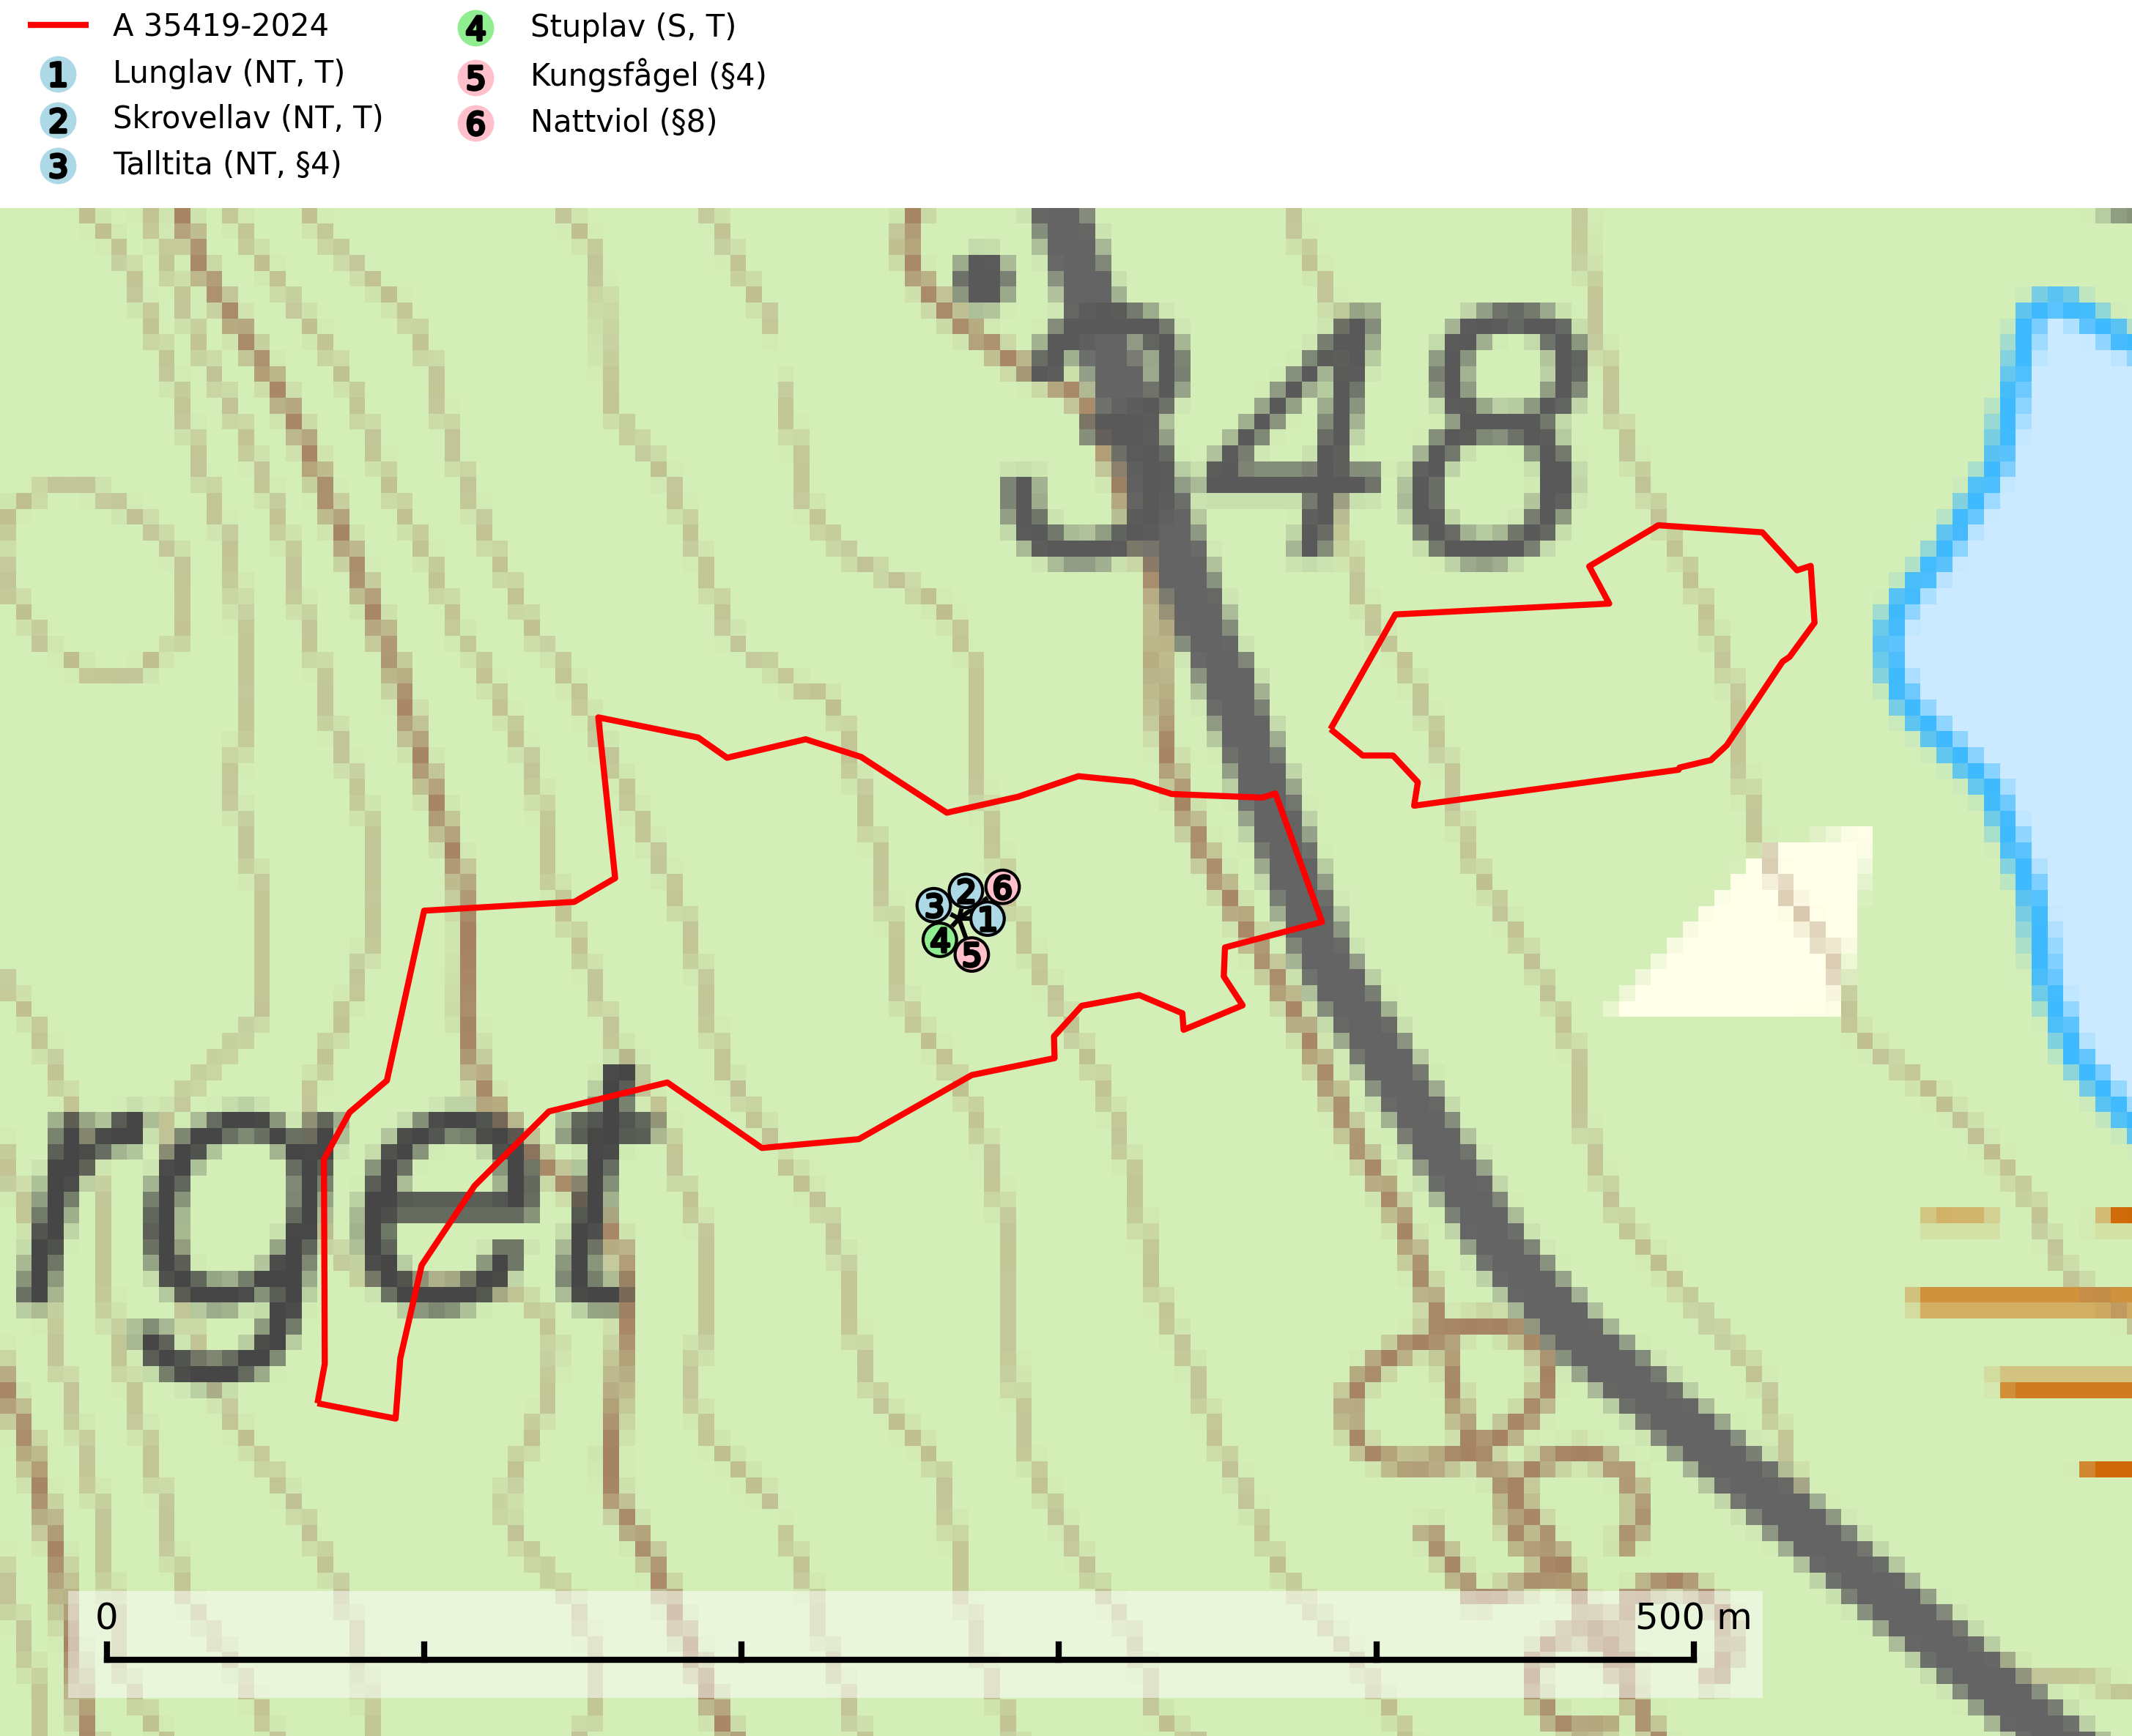 A 35419-2024
1 Lunglav (NT, T)
2 Skrovellav (NT, T)
3 Talltita (NT, §4)
4 Stuplav (S, T)
5 Kungsfågel (§4)
6 Nattviol (§8)
348
2 6
3 1
4 5
rget
0 500 m